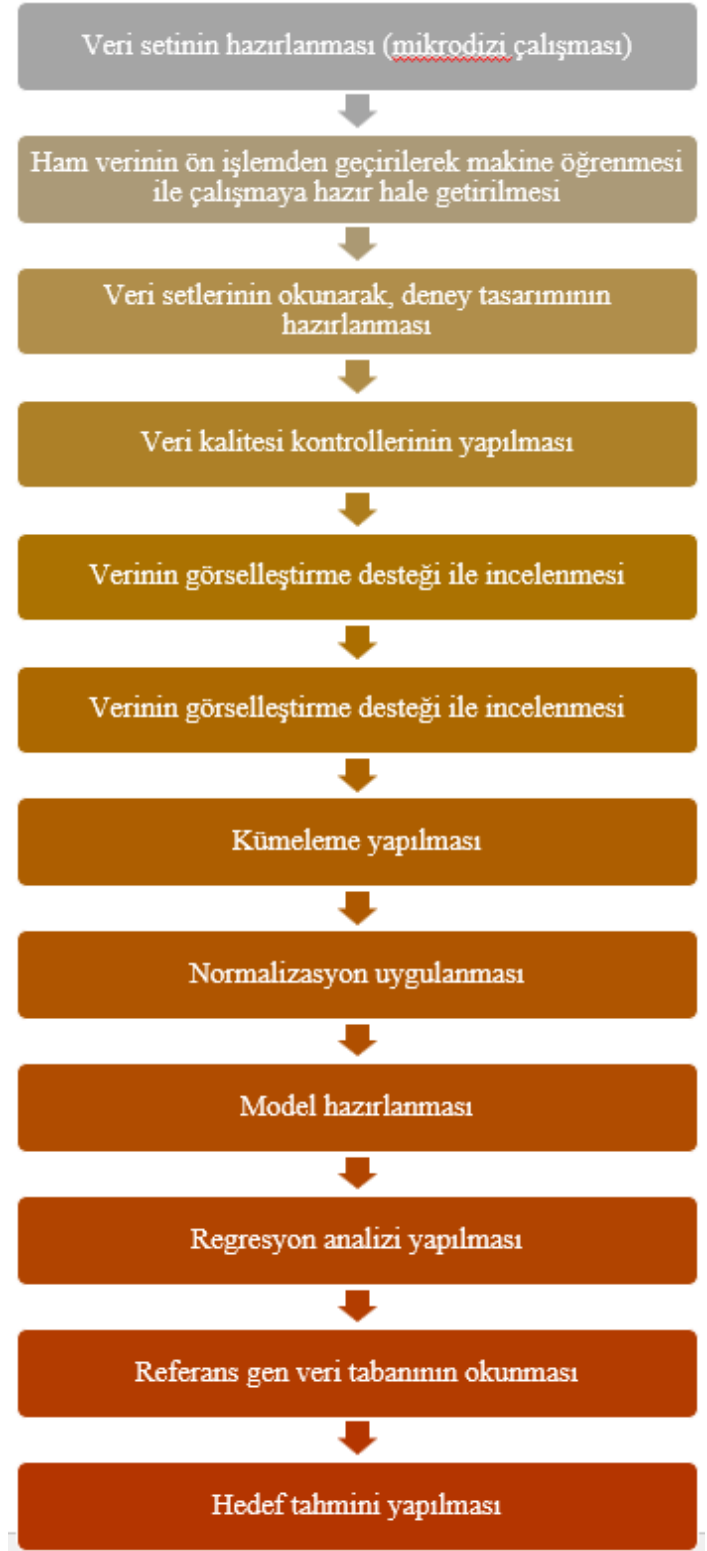 Veri setinin hazırlanması (mikrodizi çalışması)
Ham verinin ön işlemden geçirilerek makine öğrenmesi
ile çalışmaya hazır hale getirilmesi
Veri setlerinin okunarak, deney tasarımının
hazırlanması
Veri kalitesi kontrollerinin yapılması
Verinin görselleştirme desteği ile incelenmesi
Verinin görselleştirme desteği ile incelenmesi
Kümeleme yapılması
Normalizasyon uygulanması
Model hazırlanması
Regresyon analizi yapılması
Referans gen veri tabanının okunması
Hedef tahmini yapılması